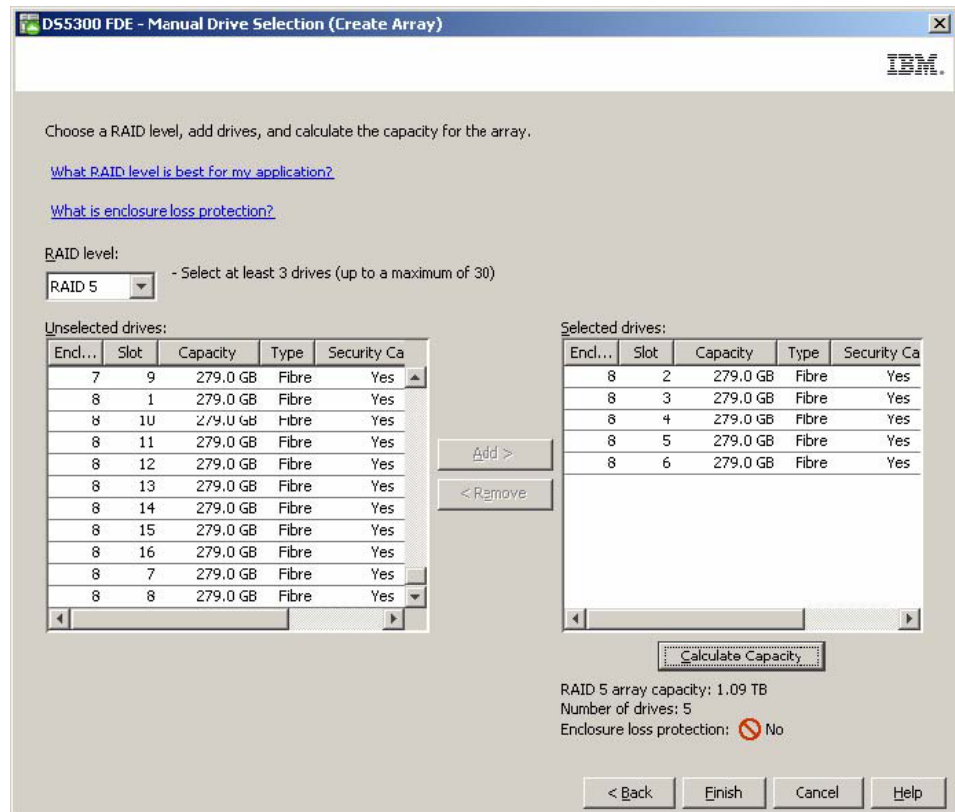 DS5300 FDE - Manual Drive Selection (Create Array)
IBM.
Choose a RAID level, add drives, and calculate the capacity for the array.
What RAID level is best for my application?
What is enclosure loss protection?
RAID level:
RAID 5
- Select at least 3 drives (up to a maximum of 30)
Unselected drives:
Encl... Slot Capacity Type Security Ca
7 9 279.0 GB Fibre Yes
8 1 279.0 GB Fibre Yes
8 10 279.0 GB Fibre Yes
8 11 279.0 GB Fibre Yes
8 12 279.0 GB Fibre Yes
8 13 279.0 GB Fibre Yes
8 14 279.0 GB Fibre Yes
8 15 279.0 GB Fibre Yes
8 16 279.0 GB Fibre Yes
8 7 279.0 GB Fibre Yes
8 8 279.0 GB Fibre Yes
Add >
< Remove
Selected drives:
Encl... Slot Capacity Type Security Ca
8 2 279.0 GB Fibre Yes
8 3 279.0 GB Fibre Yes
8 4 279.0 GB Fibre Yes
8 5 279.0 GB Fibre Yes
8 6 279.0 GB Fibre Yes
Calculate Capacity
RAID 5 array capacity: 1.09 TB
Number of drives: 5
Enclosure loss protection: No
< Back Finish Cancel Help